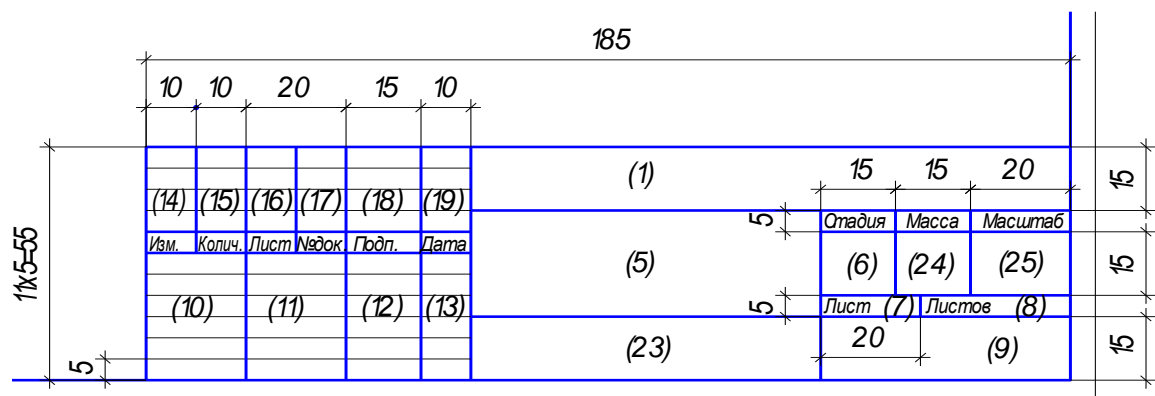 185
10 10 20 15 10
(1) 15 15 20 15
(14) (15) (16) (17) (18) (19)
5 Стадия Масса Масштаб
Изм. Колич. Лист №док Подп. Дата
11х5=55 (5) (6) (24) (25) 15
(10) (11) (12) (13) 5 Лист (7) Листов (8)
5 (23) 20 (9) 15